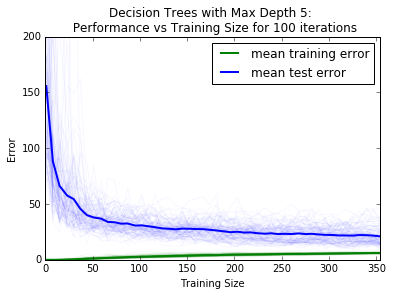 Decision Trees with Max Depth 5:
Performance vs Training Size for 100 iterations
mean training error
mean test error
200
150
100
50
0
Error
0 50 100 150 200 250 300 350
Training Size